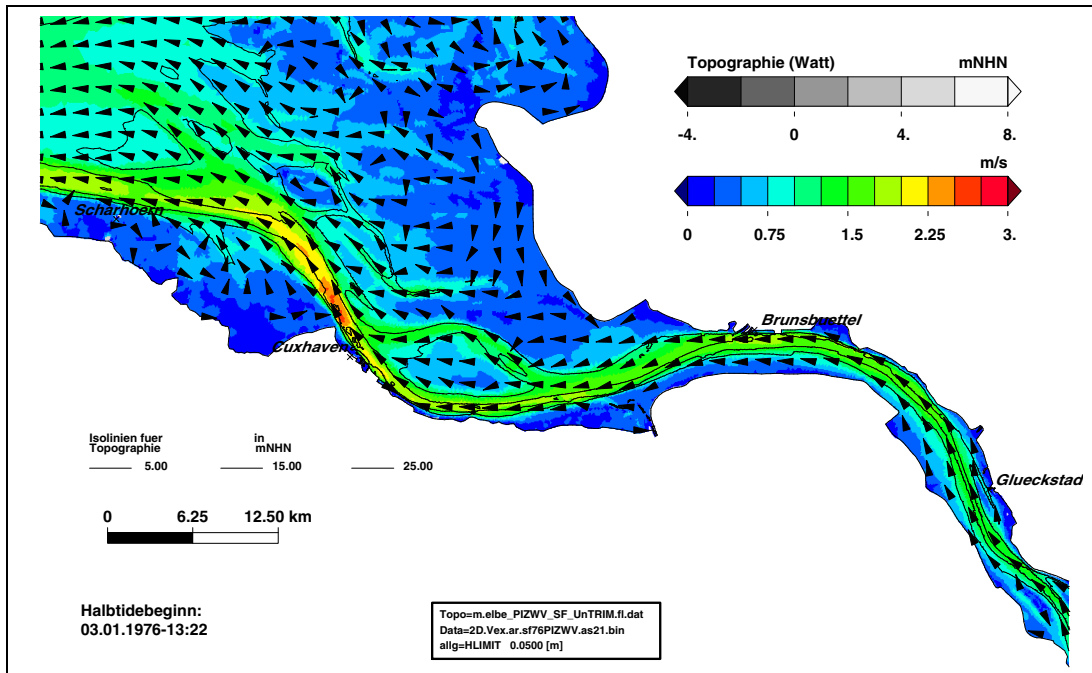 Topographie (Watt) mNHN
-4. 0 4. 8.
m/s
0 0.75 1.5 2.25 3.
Scharhoern
Brunsbuettel
Cuxhaven
Isolinien fuer in
Topographie mNHN
5.00 15.00 25.00
Glueckstad
0 6.25 12.50 km
Halbtidebeginn:
03.01.1976-13:22
Topo=m.elbe_PIZWV_SF_UnTRIM.fl.dat
Data=2D.Vex.ar.sf76PIZWV.as21.bin
allg=HLIMIT 0.0500 [m]